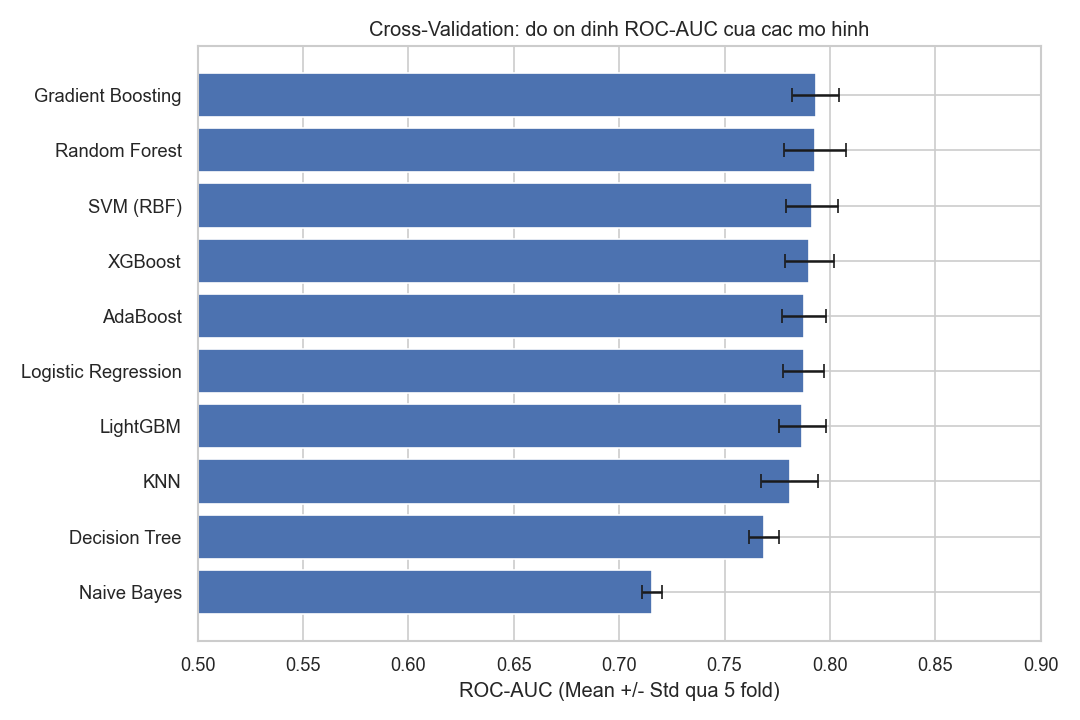 Cross-Validation: do on dinh ROC-AUC cua cac mo hinh
Gradient Boosting
Random Forest
SVM (RBF)
XGBoost
AdaBoost
Logistic Regression
LightGBM
KNN
Decision Tree
Naive Bayes
0.50 0.55 0.60 0.65 0.70 0.75 0.80 0.85 0.90
ROC-AUC (Mean +/- Std qua 5 fold)